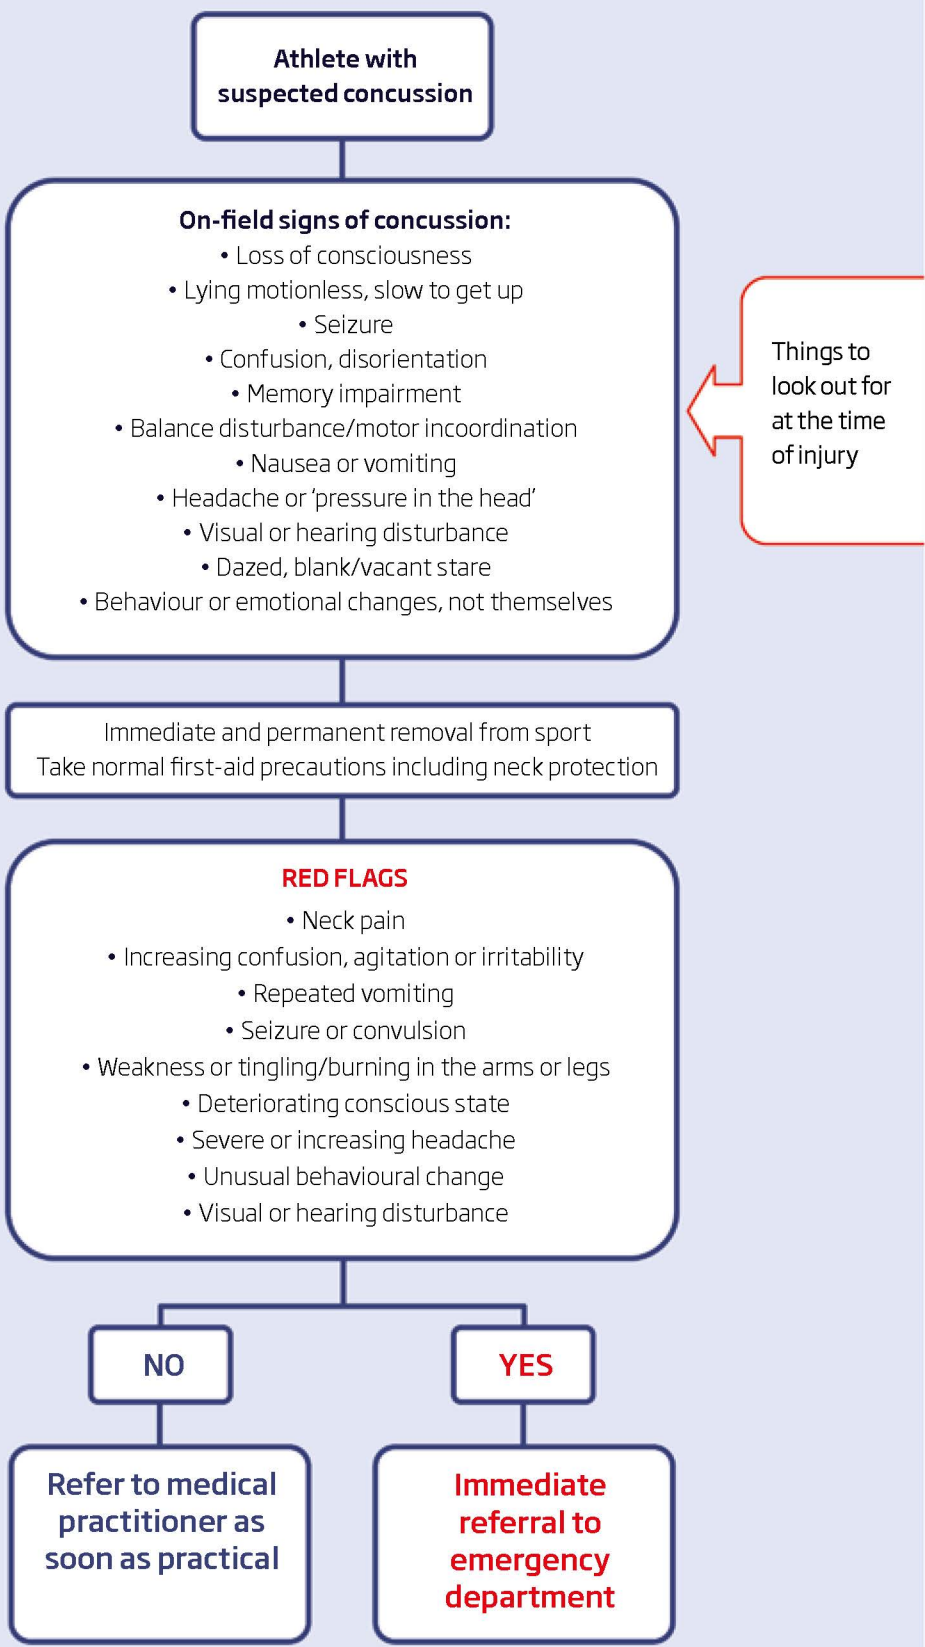 Athlete with
suspected concussion
On-field signs of concussion:
• Loss of consciousness
• Lying motionless, slow to get up
• Seizure
• Confusion, disorientation
• Memory impairment
• Balance disturbance/motor incoordination
• Nausea or vomiting
• Headache or ‘pressure in the head’
• Visual or hearing disturbance
• Dazed, blank/vacant stare
• Behaviour or emotional changes, not themselves
Things to
look out for
at the time
of injury
Immediate and permanent removal from sport
Take normal first-aid precautions including neck protection
RED FLAGS
• Neck pain
• Increasing confusion, agitation or irritability
• Repeated vomiting
• Seizure or convulsion
• Weakness or tingling/burning in the arms or legs
• Deteriorating conscious state
• Severe or increasing headache
• Unusual behavioural change
• Visual or hearing disturbance
NO
YES
Refer to medical
practitioner as
soon as practical
Immediate
referral to
emergency
department